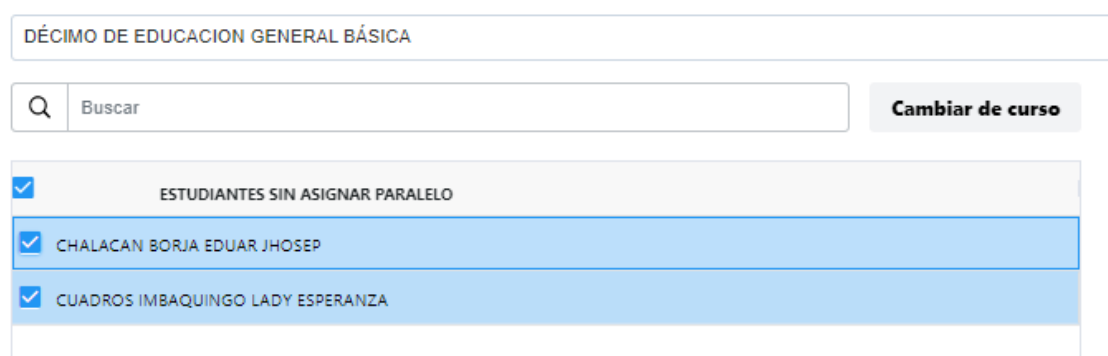 DÉCIMO DE EDUCACION GENERAL BÁSICA
Buscar
Cambiar de curso
ESTUDIANTES SIN ASIGNAR PARALELO
CHALACAN BORJA EDUAR JHOSEP
CUADROS IMBAQUINGO LADY ESPERANZA